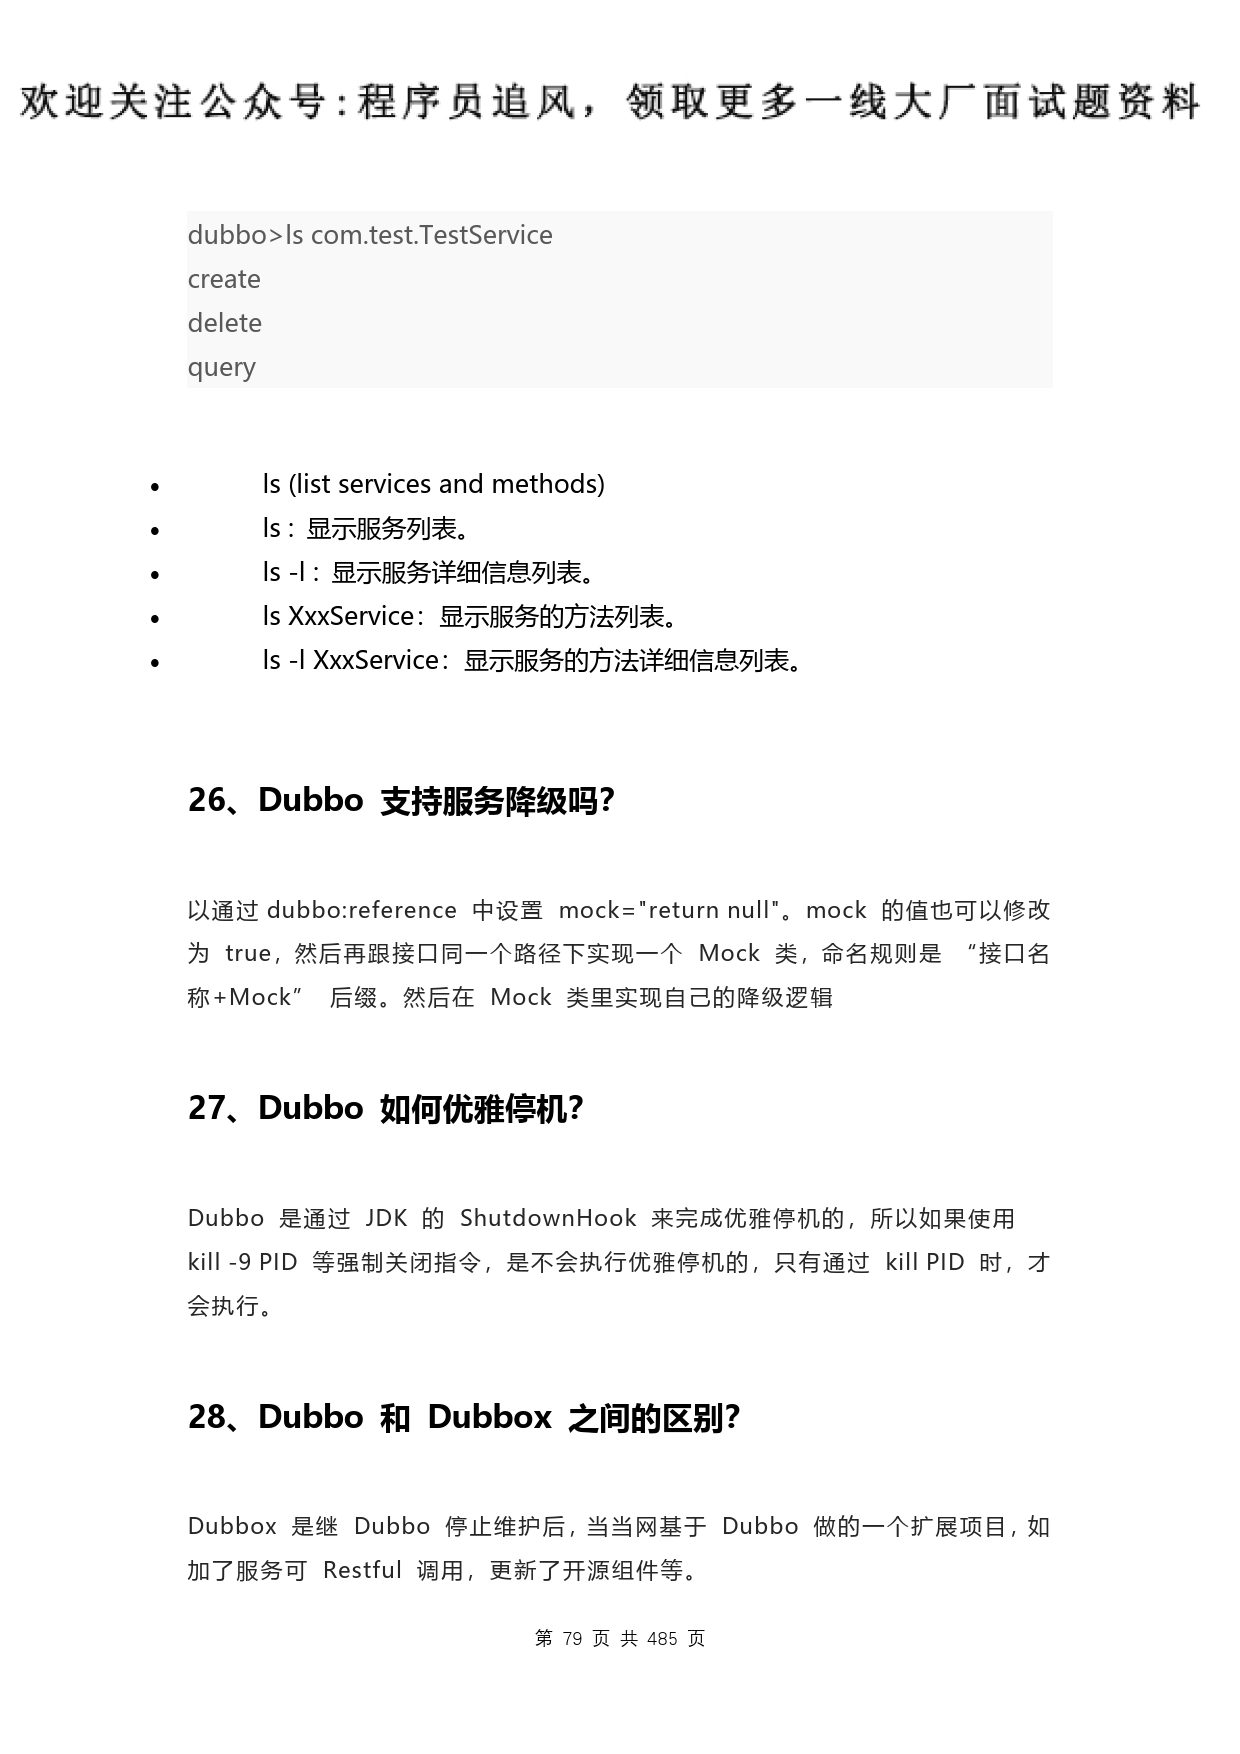 欢迎关注公众号:程序员追风，领取更多一线大厂面试题资料
dubbo>ls com.test.TestService
create
delete
query
• ls (list services and methods)
• ls : 显示服务列表。
• ls -l : 显示服务详细信息列表。
• ls XxxService：显示服务的方法列表。
• ls -l XxxService：显示服务的方法详细信息列表。
26、Dubbo 支持服务降级吗？
以通过 dubbo:reference 中设置 mock="return null"。mock 的值也可以修改
为 true，然后再跟接口同一个路径下实现一个 Mock 类，命名规则是 “接口名
称+Mock” 后缀。然后在 Mock 类里实现自己的降级逻辑
27、Dubbo 如何优雅停机？
Dubbo 是通过 JDK 的 ShutdownHook 来完成优雅停机的，所以如果使用
kill -9 PID 等强制关闭指令，是不会执行优雅停机的，只有通过 kill PID 时，才
会执行。
28、Dubbo 和 Dubbox 之间的区别？
Dubbox 是继 Dubbo 停止维护后，当当网基于 Dubbo 做的一个扩展项目，如
加了服务可 Restful 调用，更新了开源组件等。
第 79 页 共 485 页